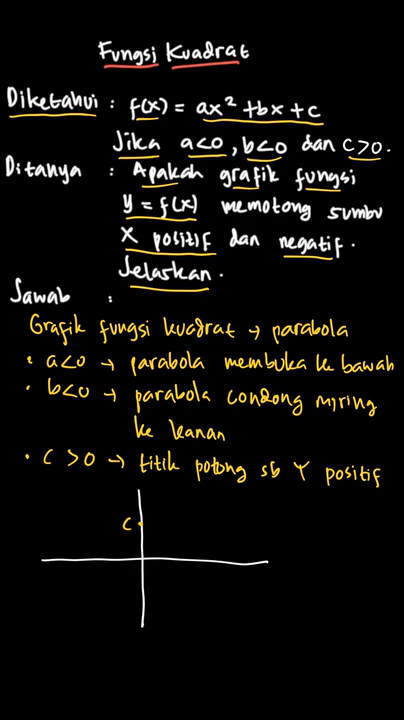 Fungsi Kuadrat
Diketahui : f(x) = ax² + bx + c
Jika a<0, b<0 dan c>0.
Ditanya : Apakah grafik fungsi
y = f(x) memotong sumbu
X positif dan negatif.
Jelaskan.
Jawab :
Grafik fungsi kuadrat → parabola
• a<0 → parabola membuka ke bawah
• b<0 → parabola condong miring
ke kanan
• c >0 → titik potong sb Y positif
c